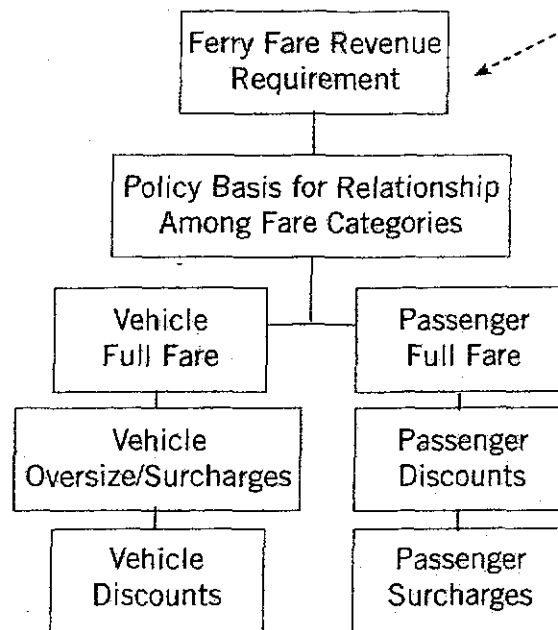 Ferry Fare Revenue
Requirement
Policy Basis for Relationship
Among Fare Categories
Vehicle
Full Fare
Passenger
Full Fare
Vehicle
Oversize/Surcharges
Passenger
Discounts
Vehicle
Discounts
Passenger
Surcharges